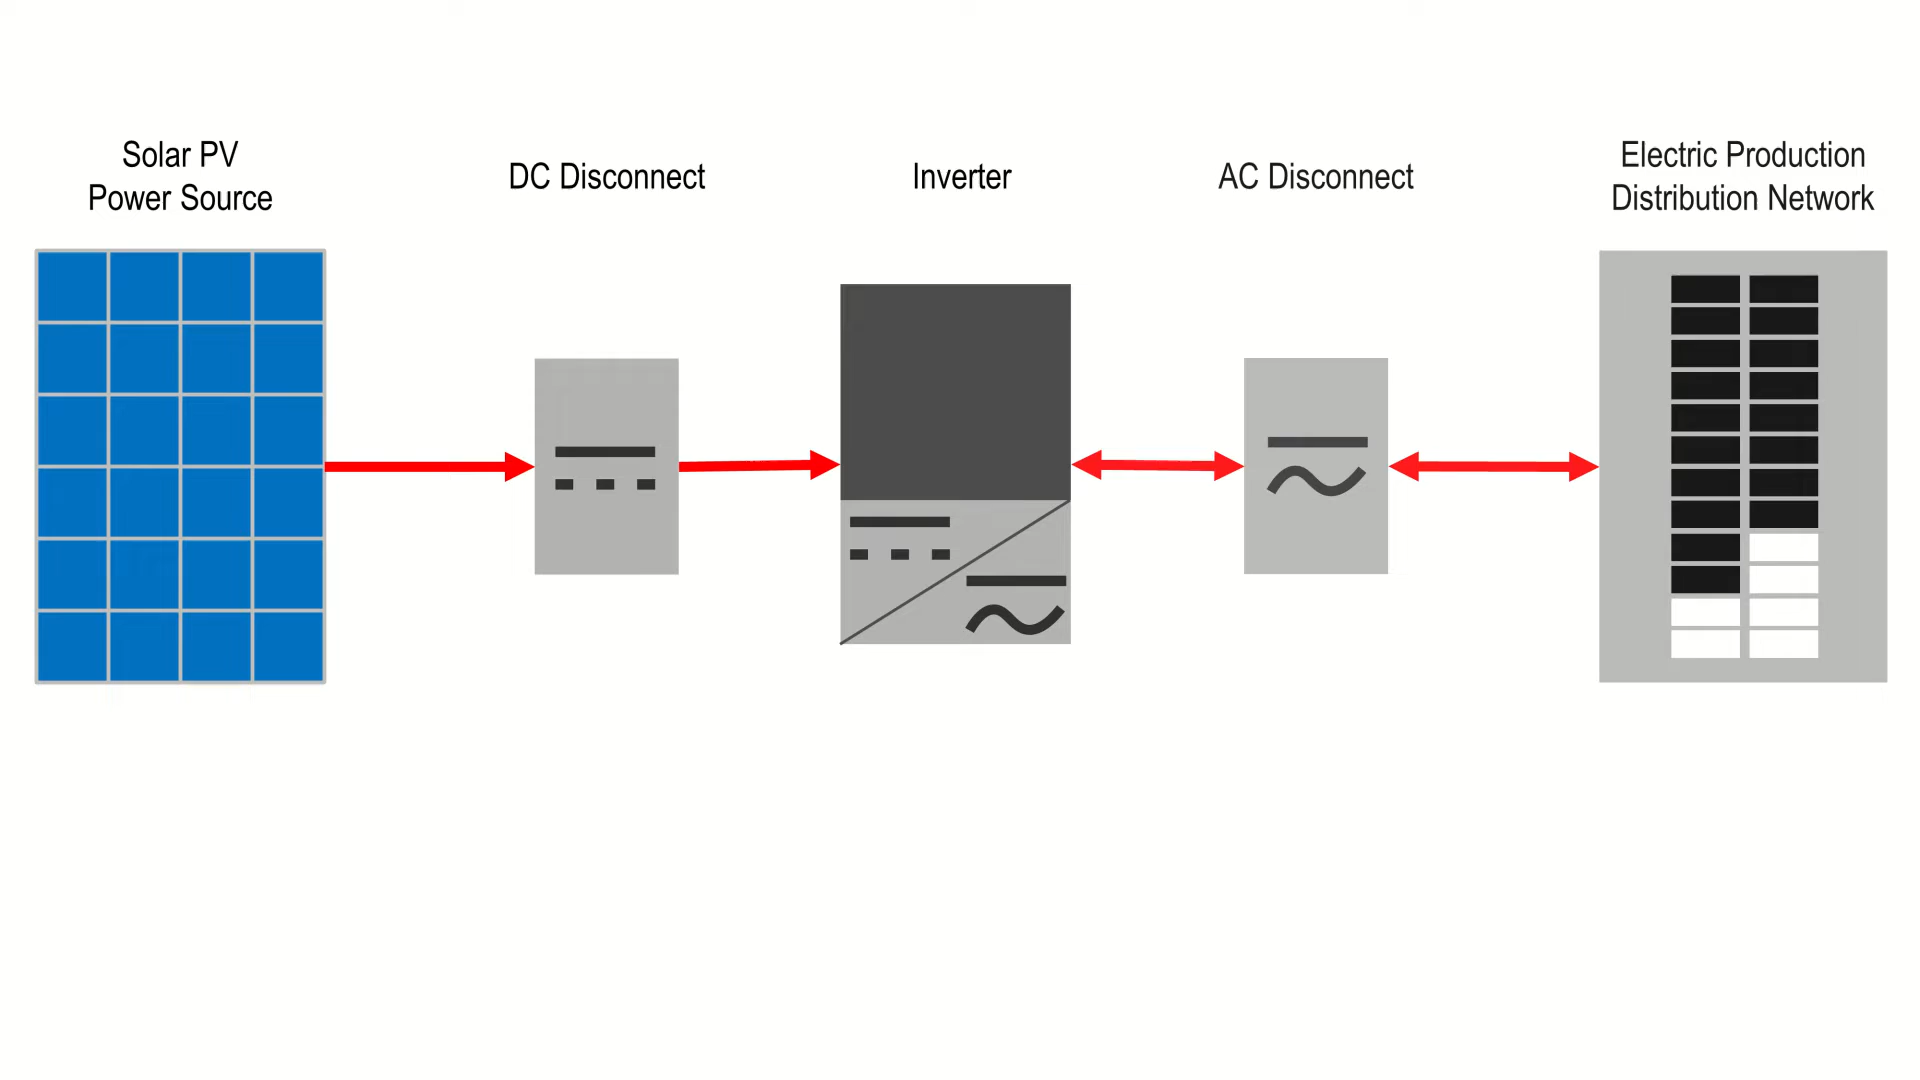 Solar PV
Power Source
DC Disconnect
Inverter
AC Disconnect
Electric Production
Distribution Network